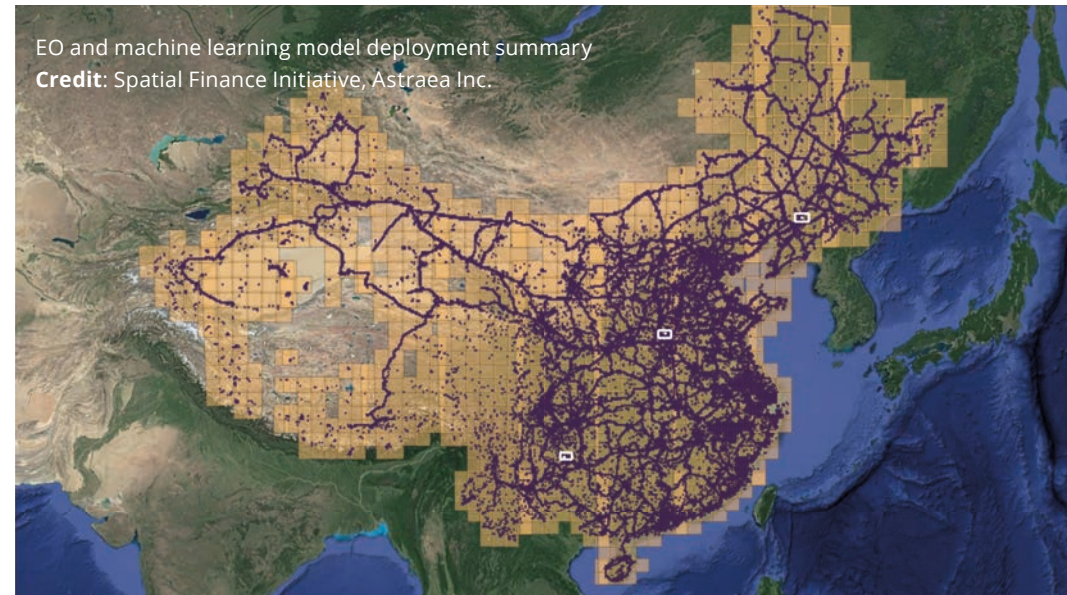 EO and machine learning model deployment summary
Credit: Spatial Finance Initiative, Astraea Inc.